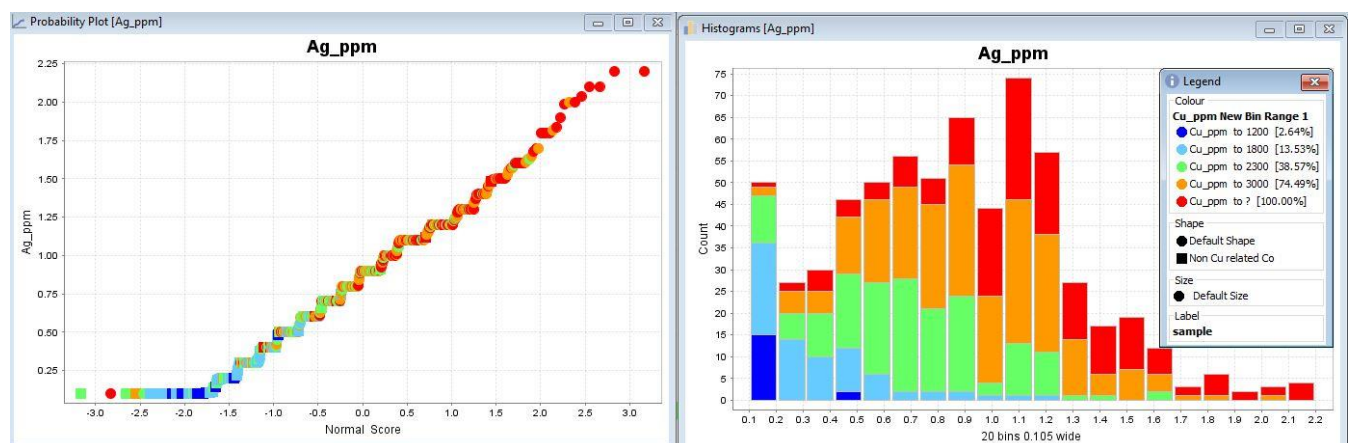 Probability Plot [Ag_ppm]
Ag_ppm
2.25
2.00
1.75
1.50
1.25
1.00
0.75
0.50
0.25
Ag_ppm
-3.0 -2.5 -2.0 -1.5 -1.0 -0.5 0.0 0.5 1.0 1.5 2.0 2.5 3.0
Normal Score
Histograms [Ag_ppm]
Ag_ppm
75
70
65
60
55
50
45
40
35
30
25
20
15
10
5
0
Count
0.1 0.2 0.3 0.4 0.5 0.6 0.7 0.8 0.9 1.0 1.1 1.2 1.3 1.4 1.5 1.6 1.7 1.8 1.9 2.0 2.1 2.2
20 bins 0.105 wide
Legend
Colour
Cu_ppm New Bin Range 1
Cu_ppm to 1200 [2.64%]
Cu_ppm to 1800 [13.53%]
Cu_ppm to 2300 [38.57%]
Cu_ppm to 3000 [74.49%]
Cu_ppm to ? [100.00%]
Shape
Default Shape
Non Cu related Co
Size
Default Size
Label
sample